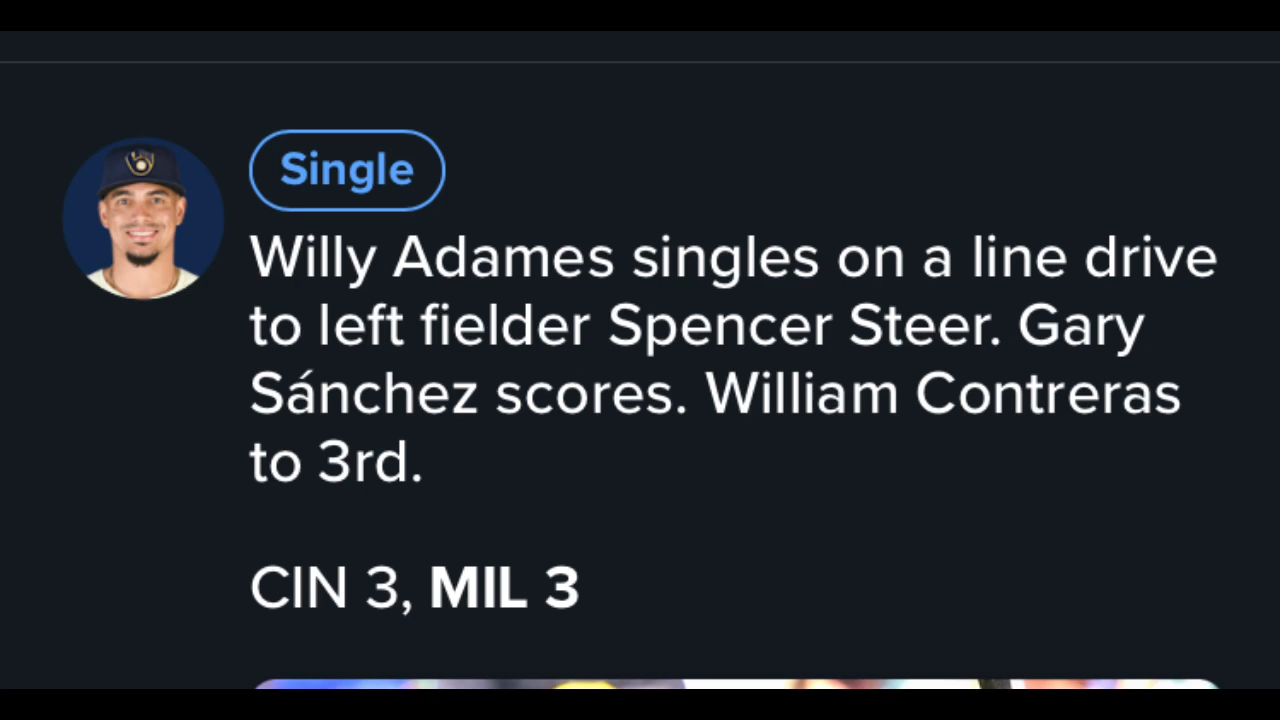 Single
Willy Adames singles on a line drive
to left fielder Spencer Steer. Gary
Sánchez scores. William Contreras
to 3rd.
CIN 3, MIL 3